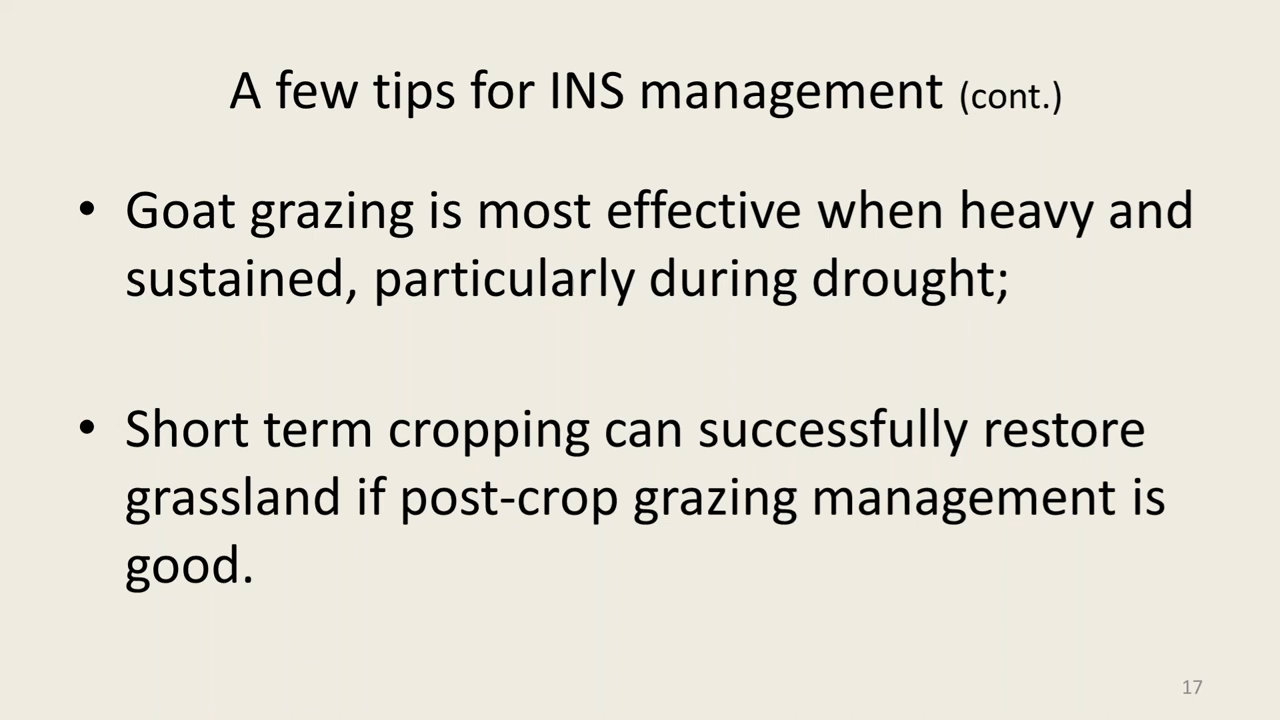 A few tips for INS management (cont.)
• Goat grazing is most effective when heavy and
sustained, particularly during drought;
• Short term cropping can successfully restore
grassland if post-crop grazing management is
good.
17